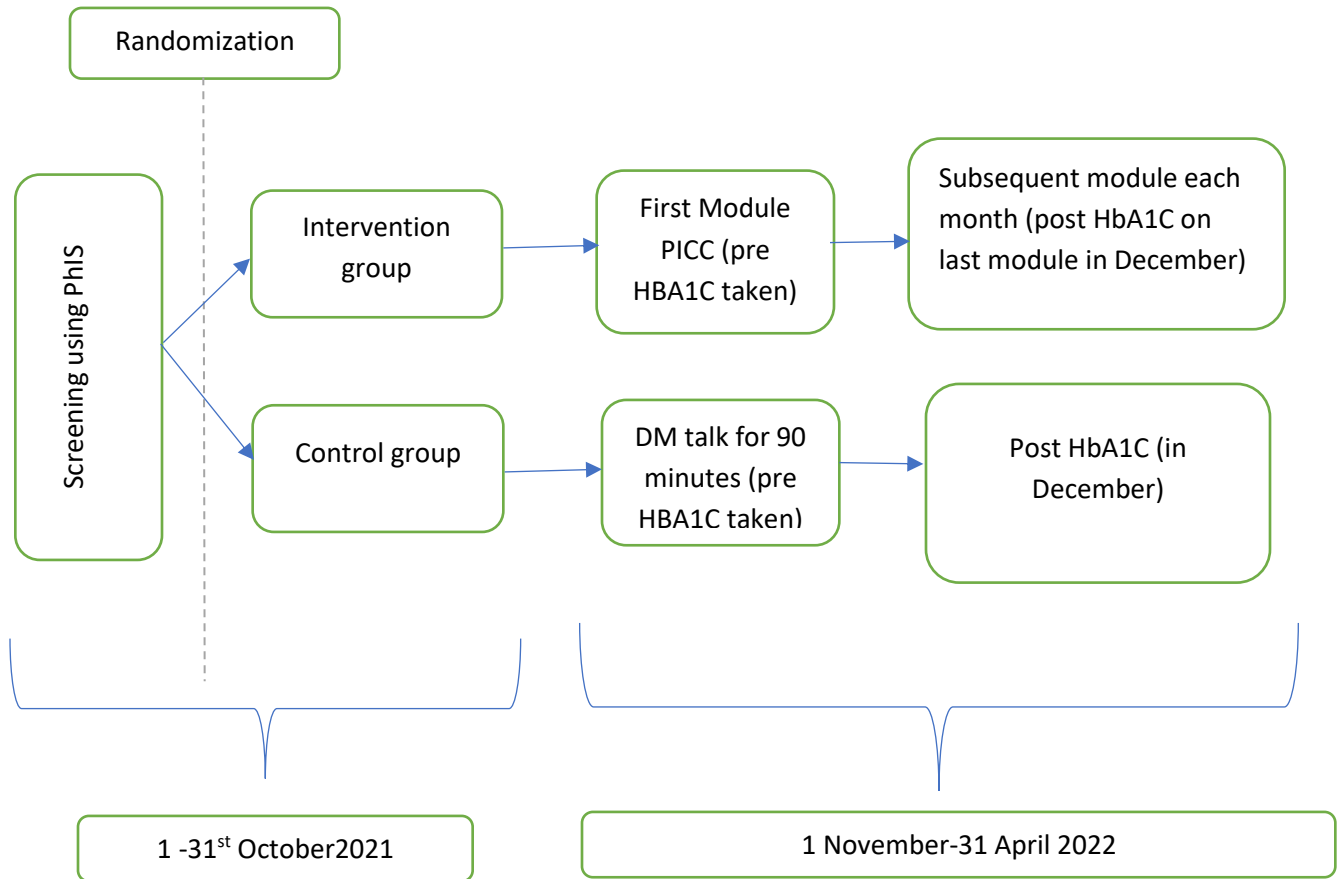 Randomization
Screening using PhIS
Intervention
group
First Module
PICC (pre
HBA1C taken)
Subsequent module each
month (post HbA1C on
last module in December)
Control group
DM talk for 90
minutes (pre
HBA1C taken)
Post HbA1C (in
December)
1 -31st October2021
1 November-31 April 2022